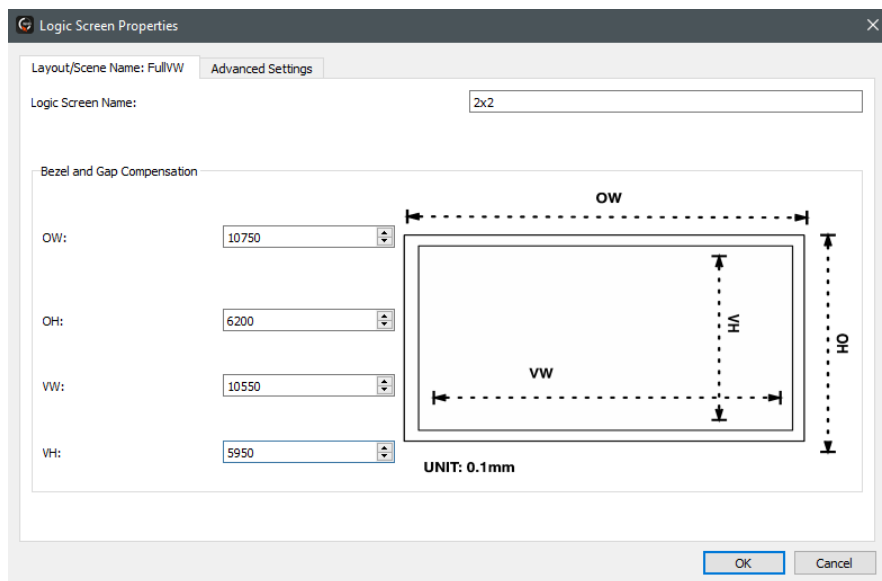 Logic Screen Properties
Layout/Scene Name: FullVW
Advanced Settings
Logic Screen Name:
2x2
Bezel and Gap Compensation
OW
OW:
10750
OH:
6200
VH
OH
VW:
10550
VW
VH:
5950
UNIT: 0.1mm
OK
Cancel